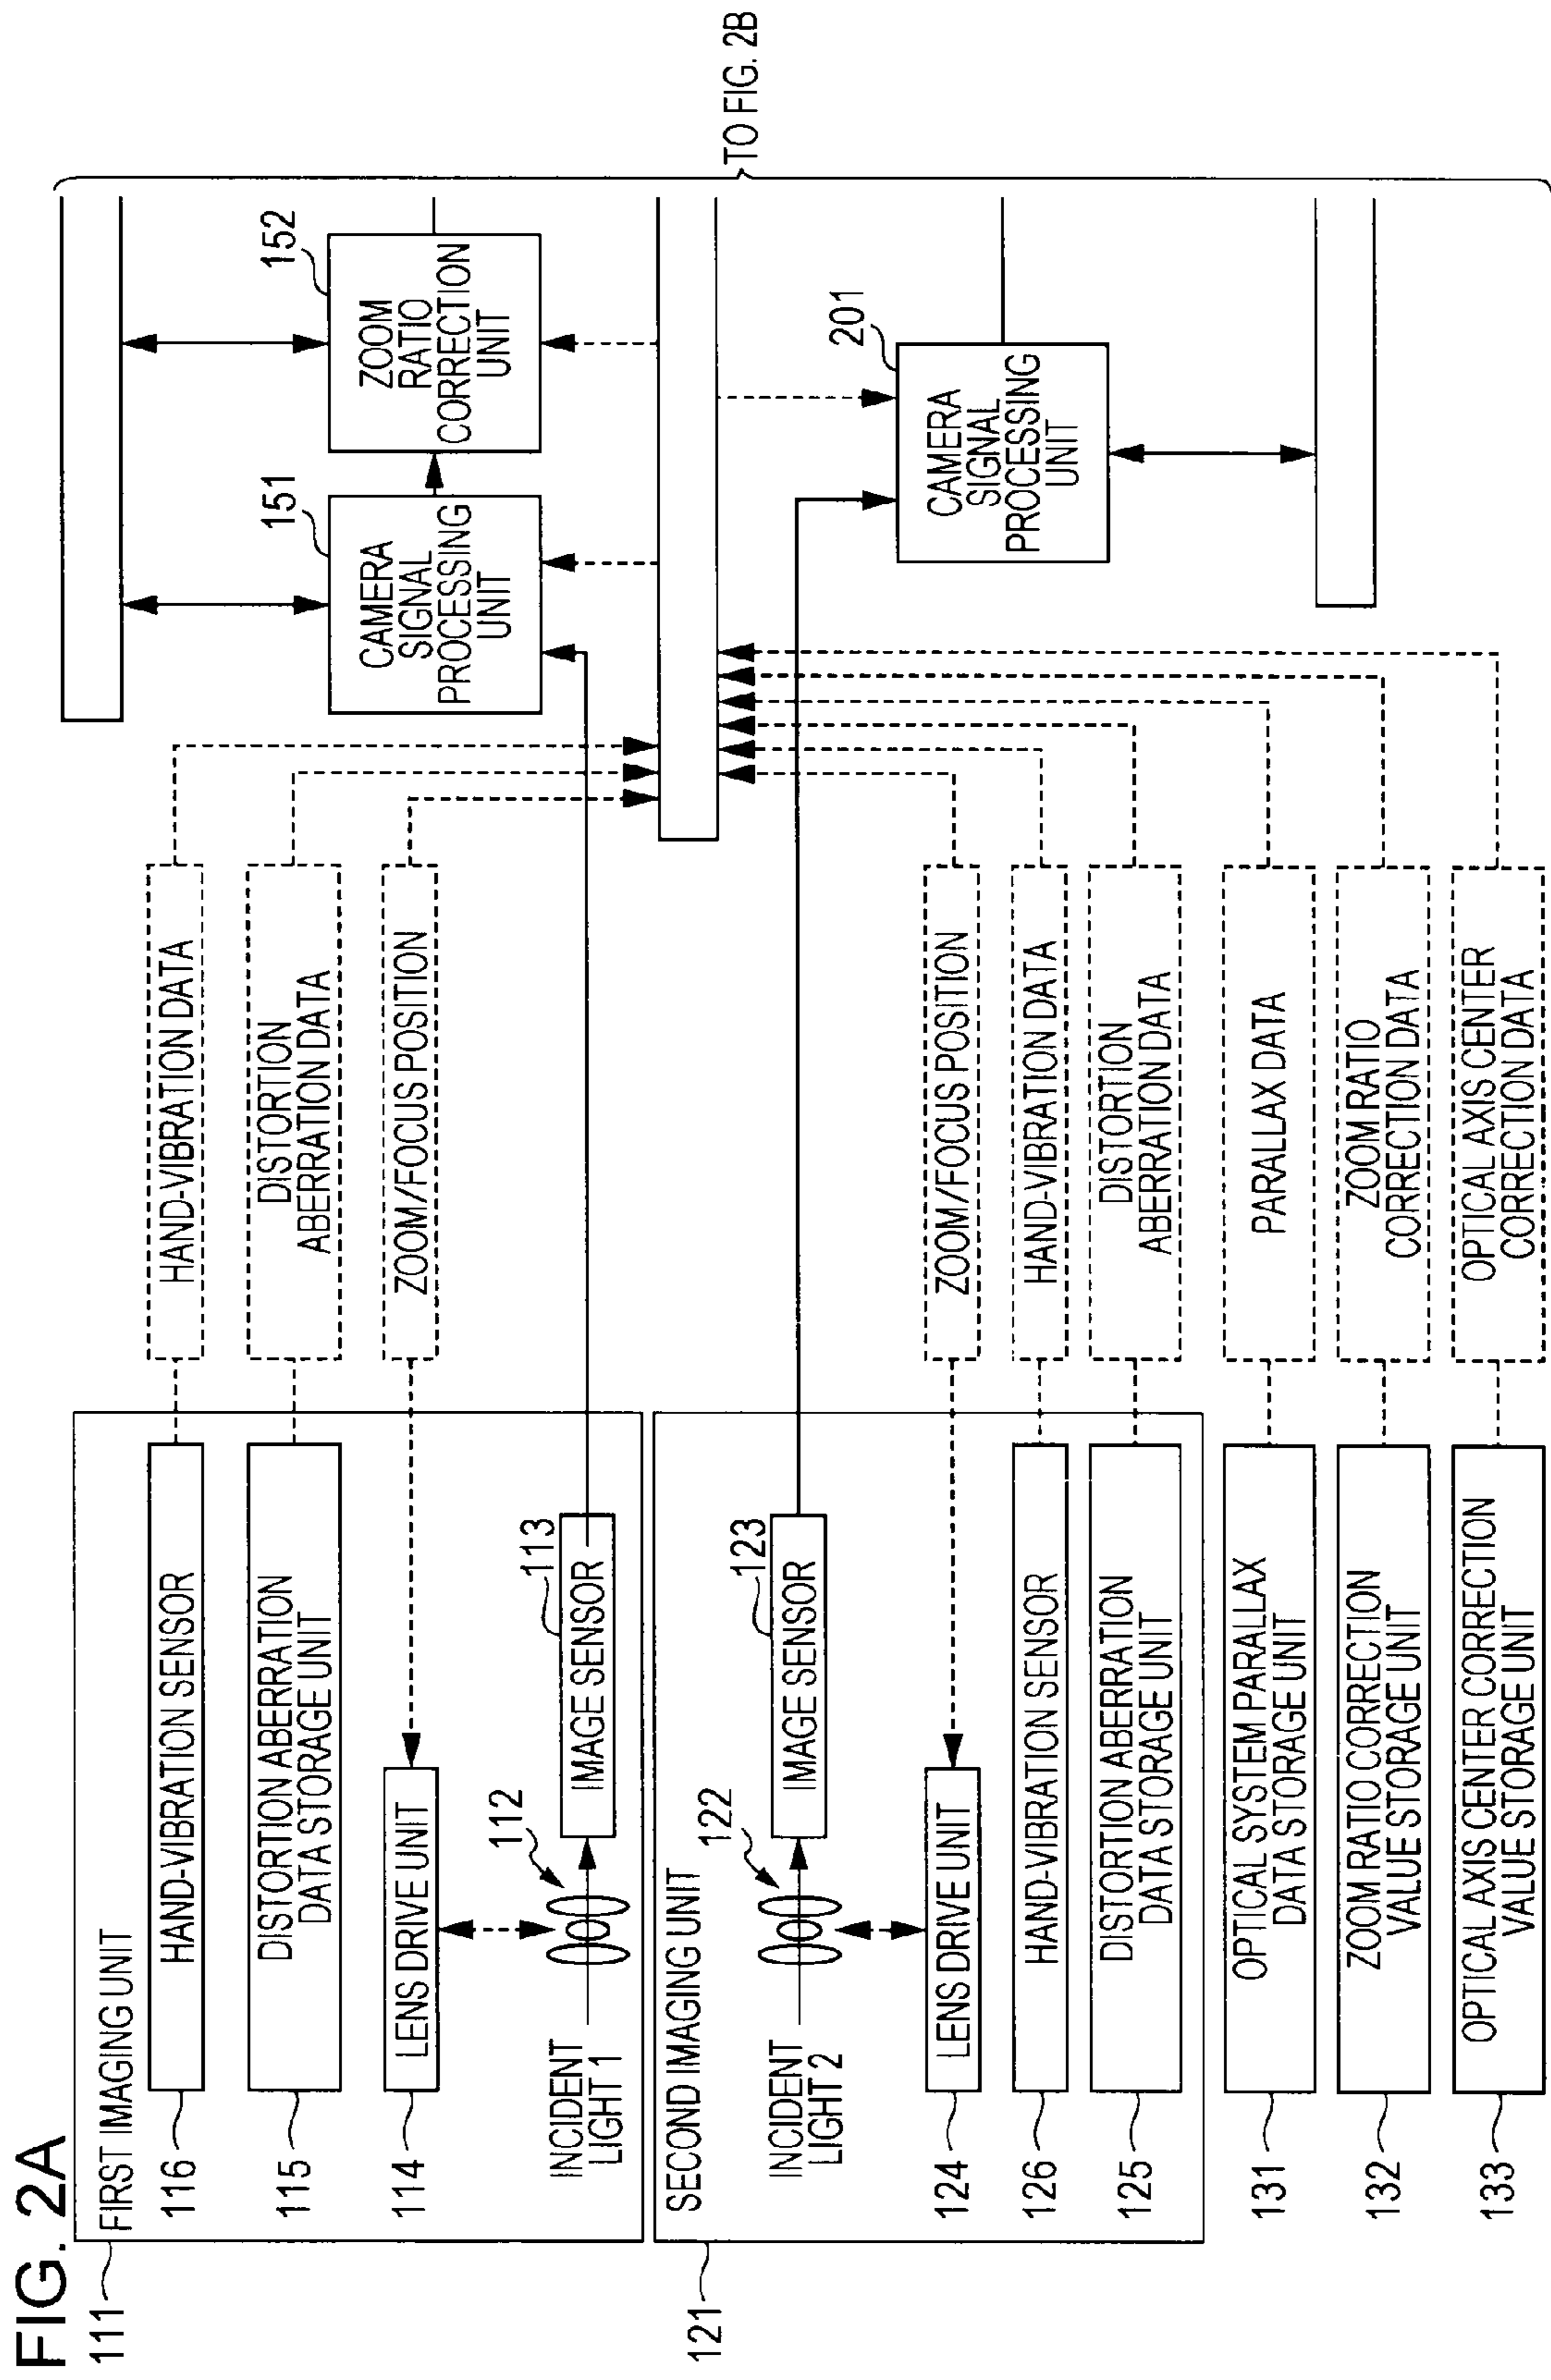 FIG. 2A
111
FIRST IMAGING UNIT
116
HAND-VIBRATION SENSOR
HAND-VIBRATION DATA
115
DISTORTION ABERRATION
DATA STORAGE UNIT
DISTORTION
ABERRATION DATA
114
LENS DRIVE UNIT
ZOOM/FOCUS POSITION
112
INCIDENT
LIGHT 1
113
IMAGE SENSOR
151
CAMERA
SIGNAL
PROCESSING
UNIT
152
ZOOM
RATIO
CORRECTION
UNIT
TO FIG. 2B
121
SECOND IMAGING UNIT
122
INCIDENT
LIGHT 2
123
IMAGE SENSOR
201
CAMERA
SIGNAL
PROCESSING
UNIT
124
LENS DRIVE UNIT
ZOOM/FOCUS POSITION
126
HAND-VIBRATION SENSOR
HAND-VIBRATION DATA
125
DISTORTION ABERRATION
DATA STORAGE UNIT
DISTORTION
ABERRATION DATA
131
OPTICAL SYSTEM PARALLAX
DATA STORAGE UNIT
PARALLAX DATA
132
ZOOM RATIO CORRECTION
VALUE STORAGE UNIT
ZOOM RATIO
CORRECTION DATA
133
OPTICAL AXIS CENTER CORRECTION
VALUE STORAGE UNIT
OPTICAL AXIS CENTER
CORRECTION DATA